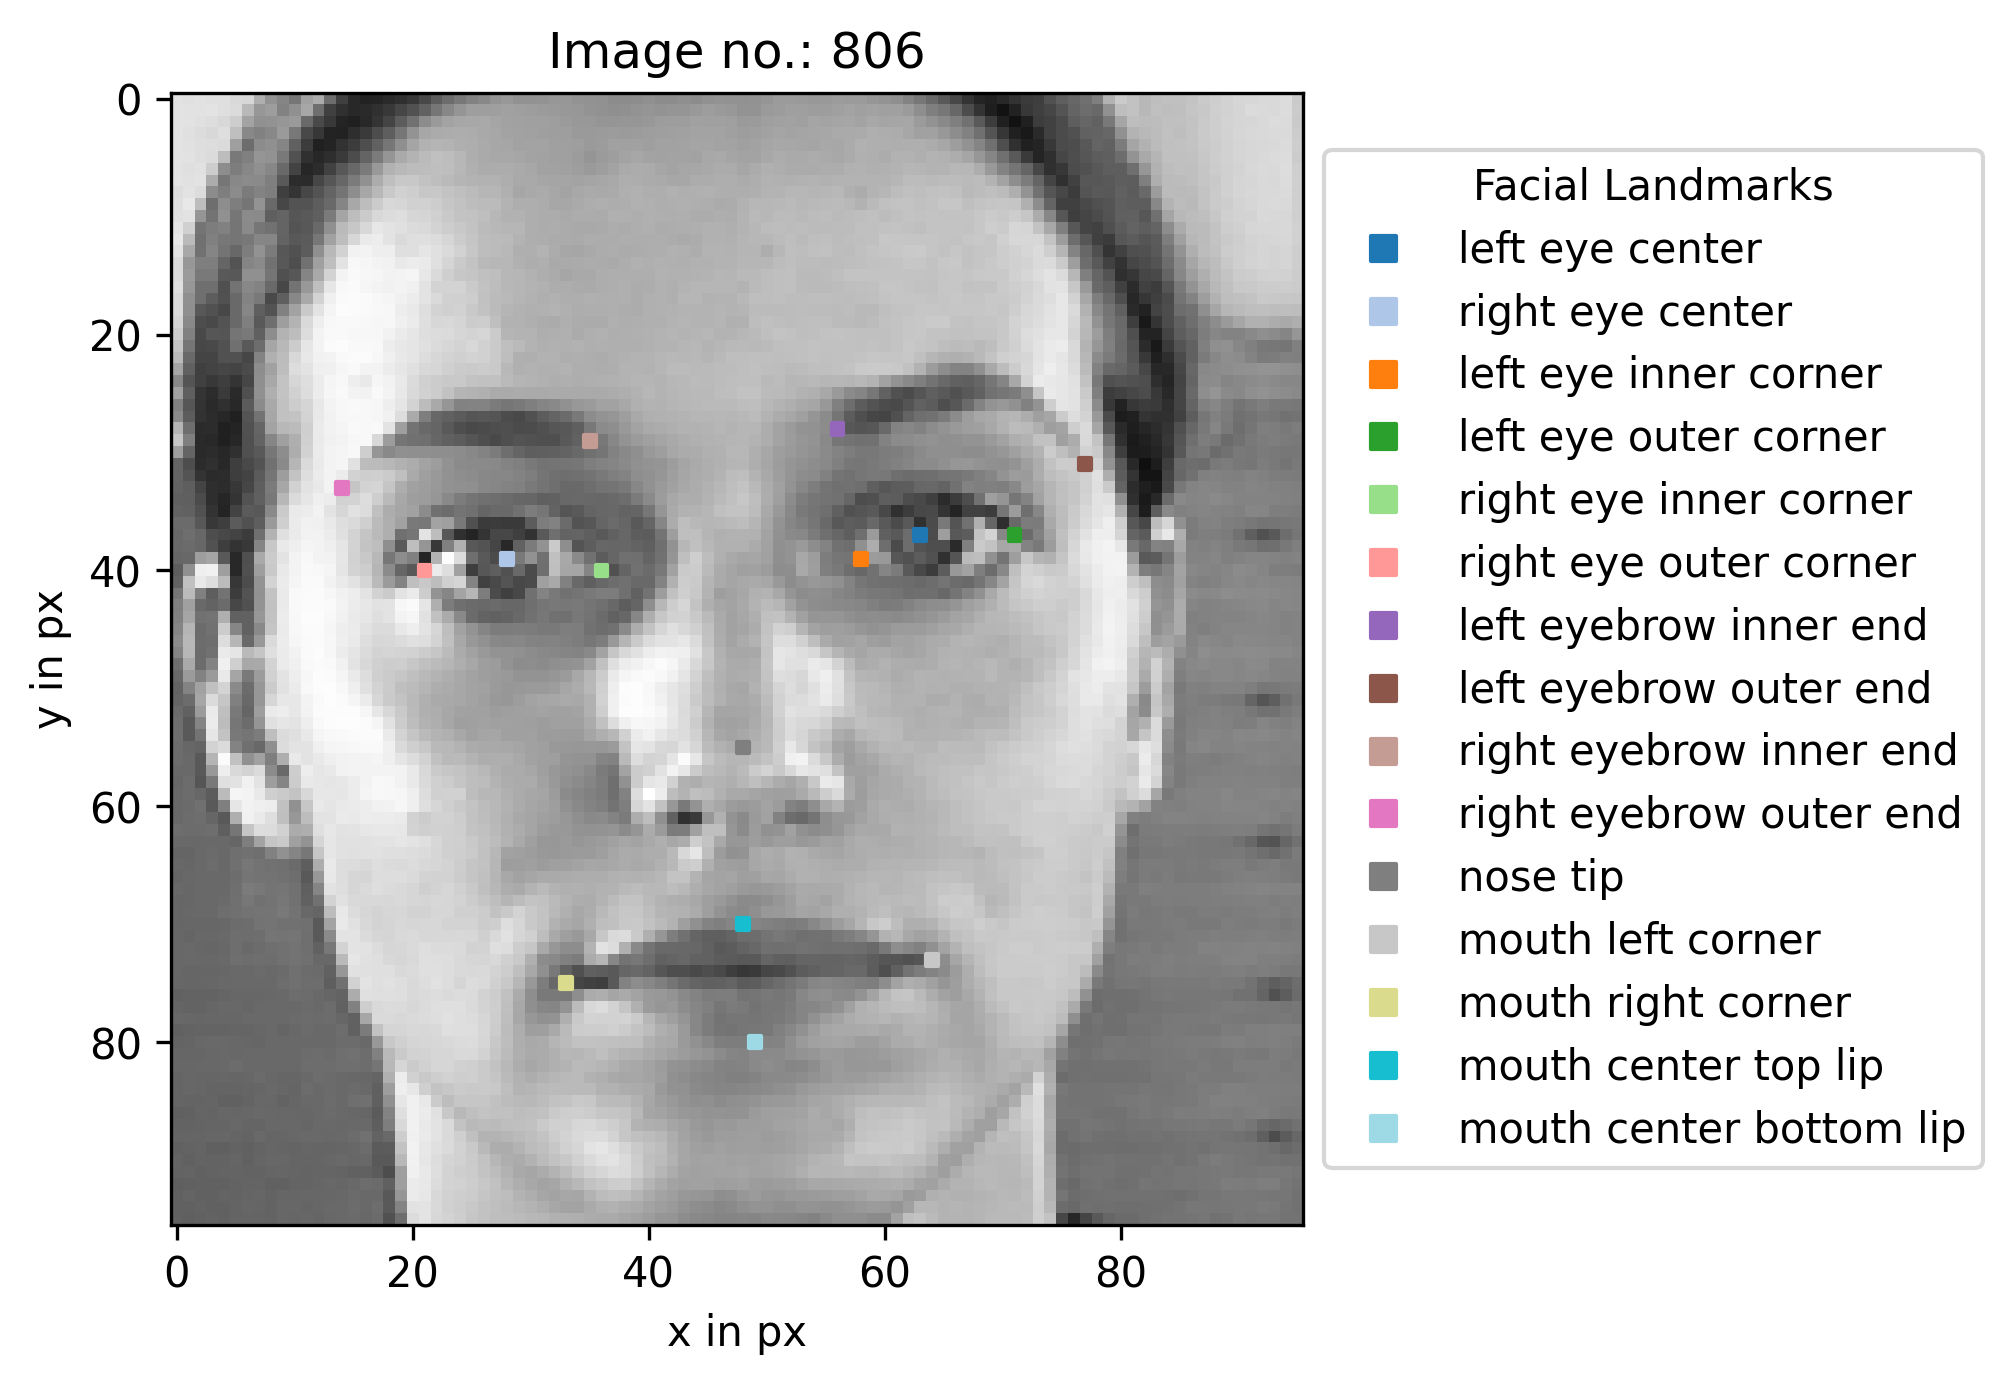 Image no.: 806
0
20
40
60
80
y in px
0 20 40 60 80
x in px
Facial Landmarks
left eye center
right eye center
left eye inner corner
left eye outer corner
right eye inner corner
right eye outer corner
left eyebrow inner end
left eyebrow outer end
right eyebrow inner end
right eyebrow outer end
nose tip
mouth left corner
mouth right corner
mouth center top lip
mouth center bottom lip